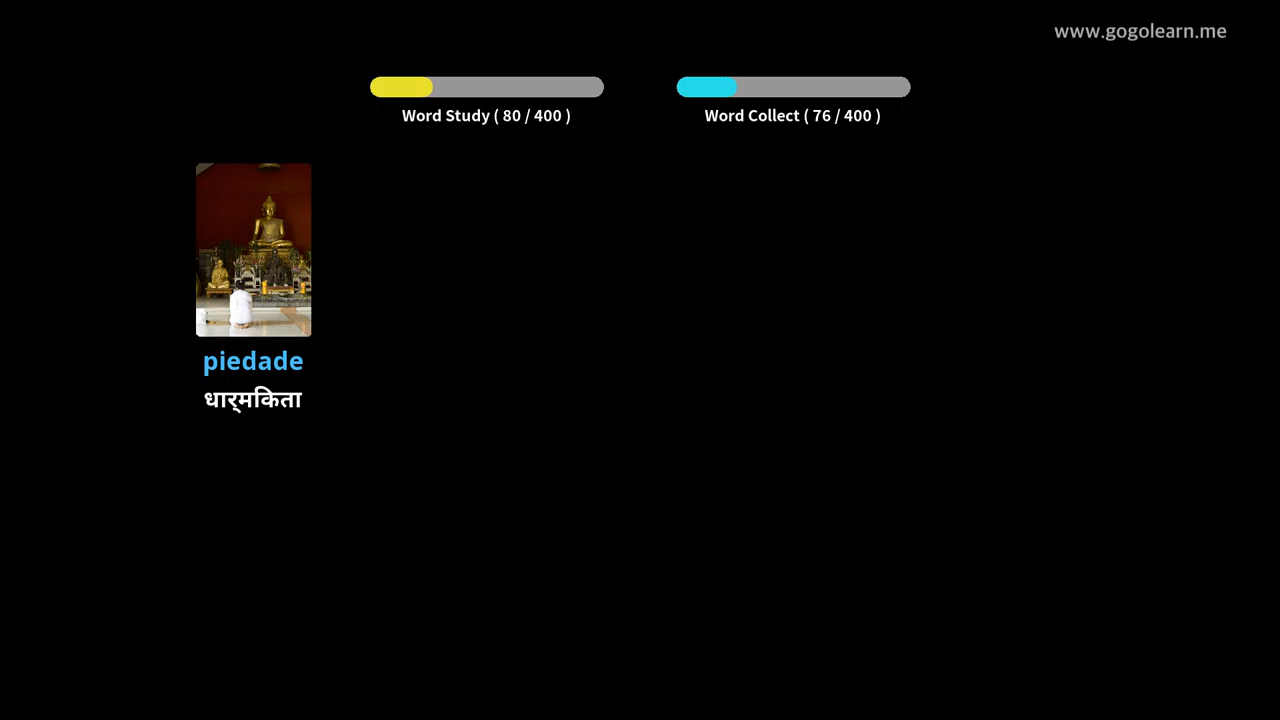 www.gogolearn.me
Word Study ( 80 / 400 )
Word Collect ( 76 / 400 )
piedade
धार्मिकता